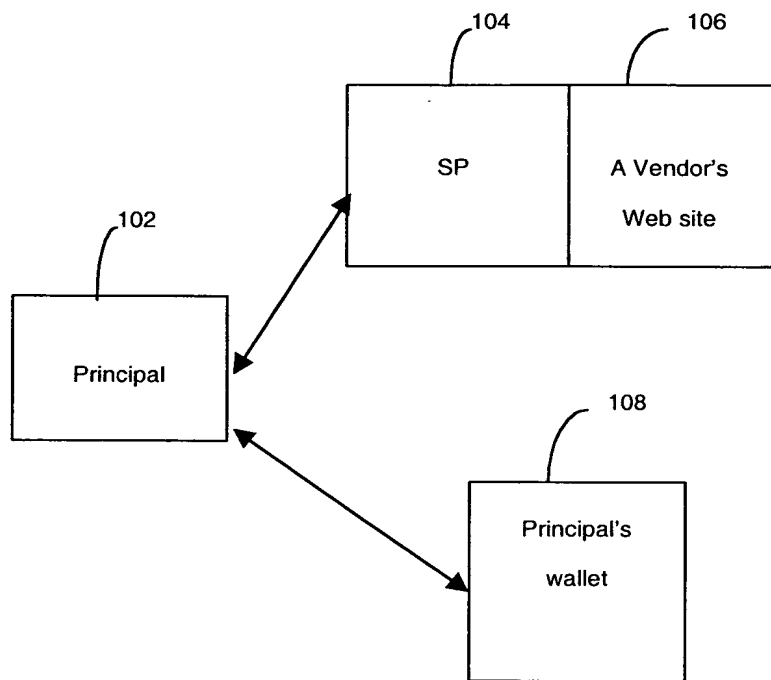 104
106
SP
A Vendor's
Web site
102
Principal
108
Principal's
wallet